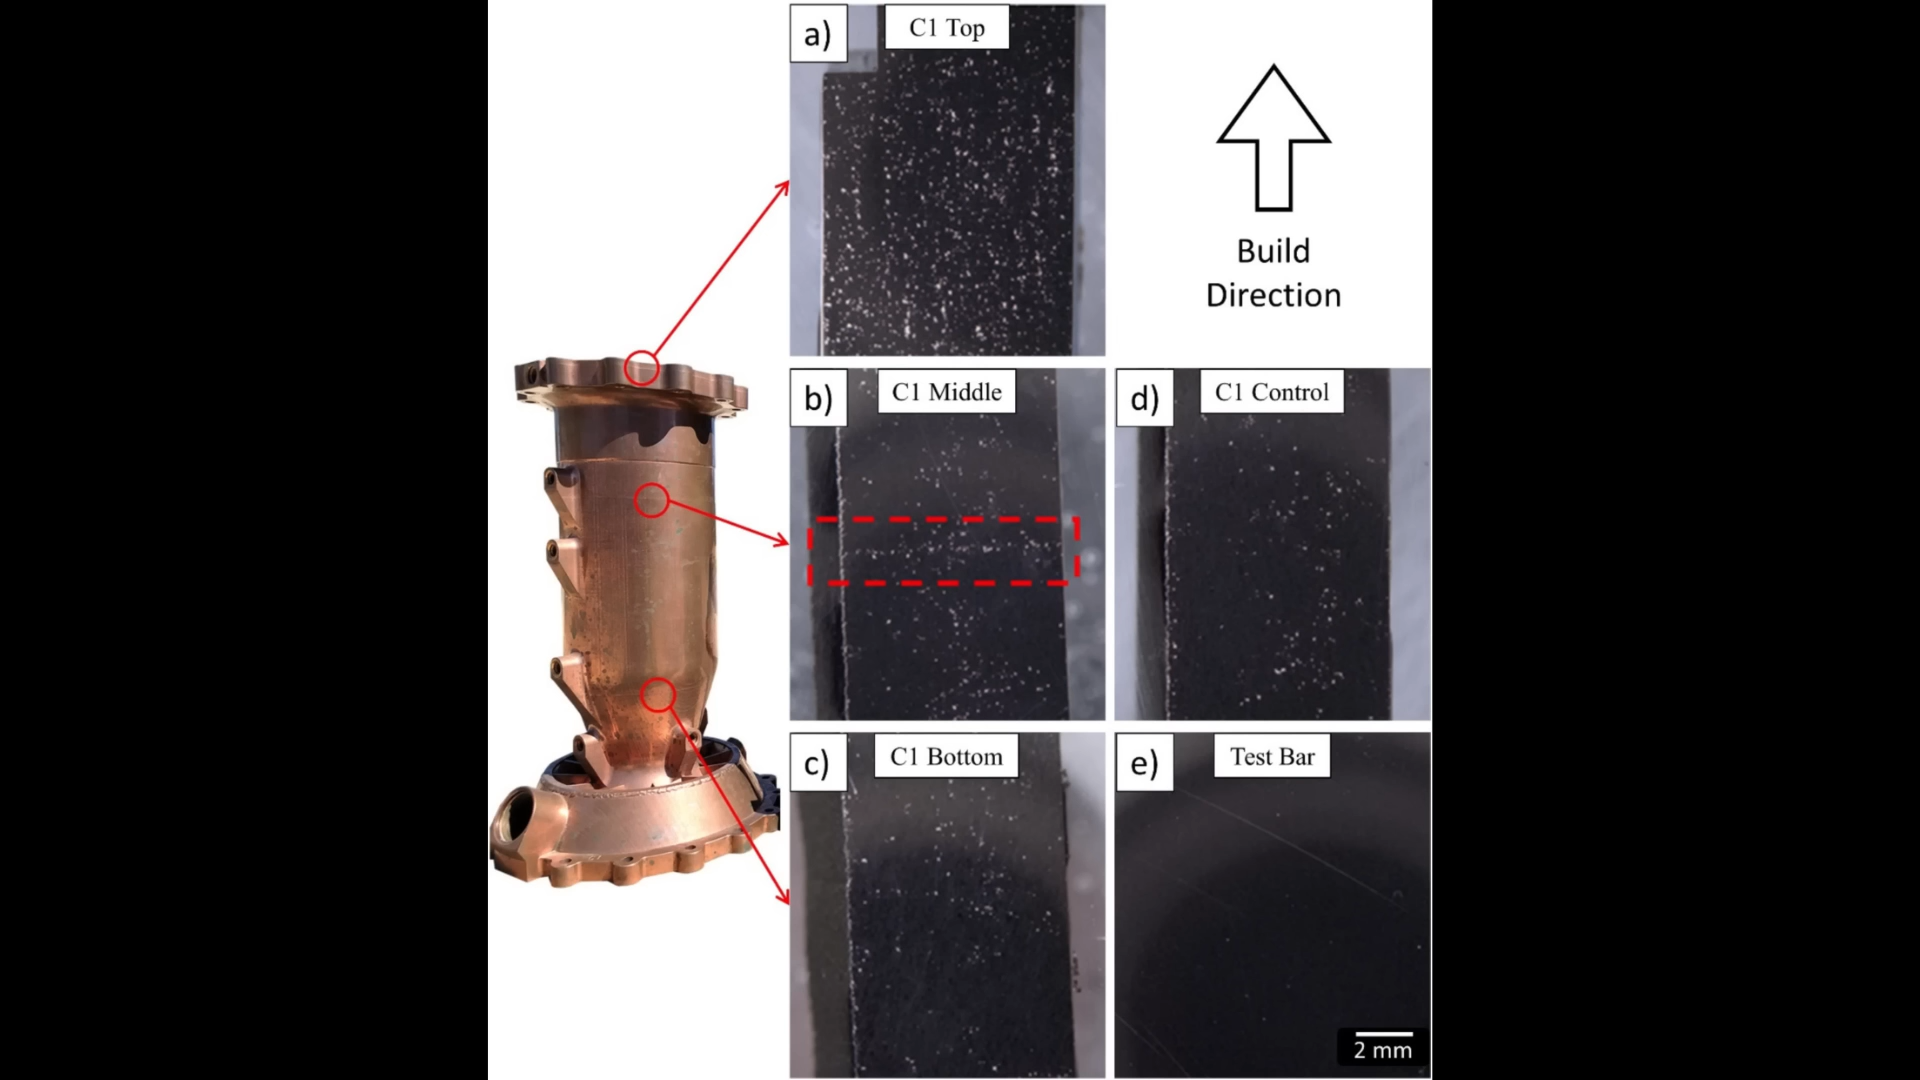 a)
C1 Top
Build
Direction
b)
C1 Middle
d)
C1 Control
c)
C1 Bottom
e)
Test Bar
2 mm